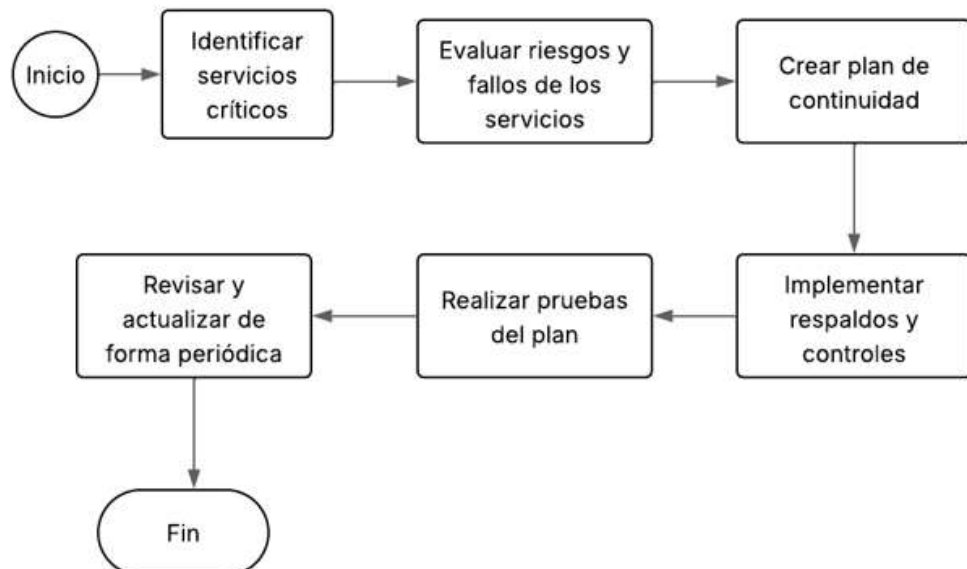 Inicio
Identificar
servicios
críticos
Evaluar riesgos y
fallos de los
servicios
Crear plan de
continuidad
Implementar
respaldos y
controles
Realizar pruebas
del plan
Revisar y
actualizar de
forma periódica
Fin